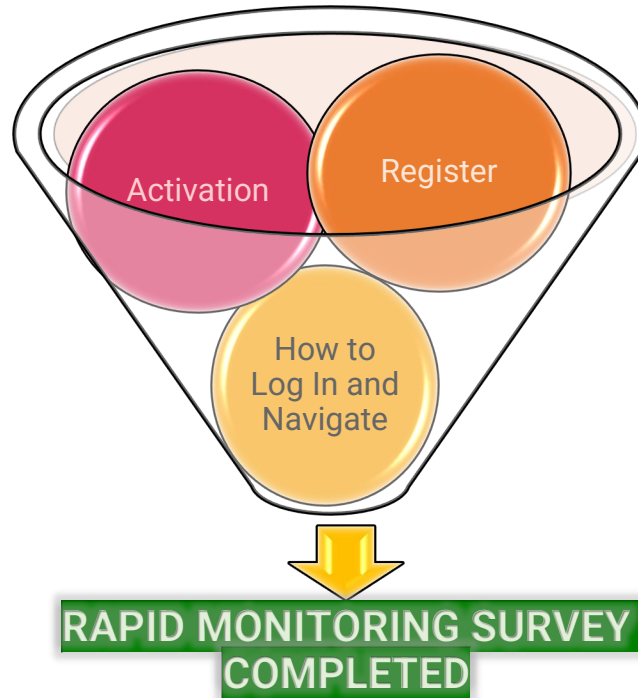 Activation
Register
How to
Log In and
Navigate
RAPID MONITORING SURVEY
COMPLETED